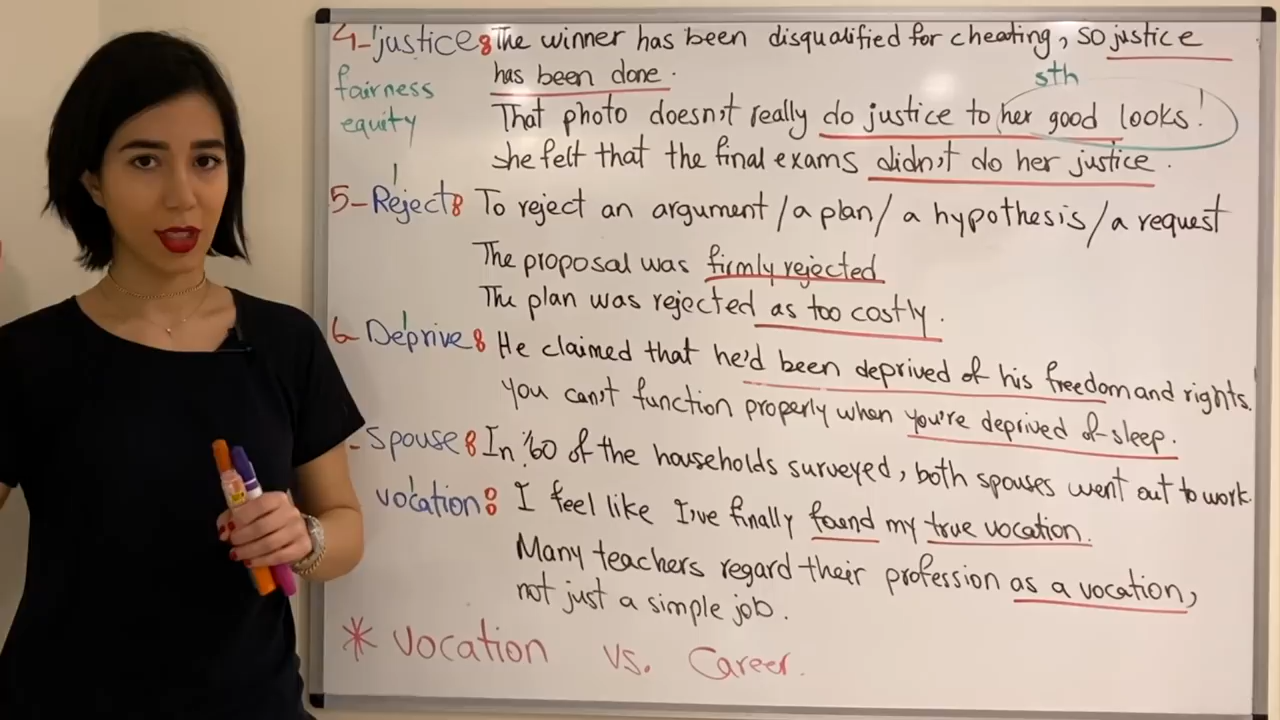 4-justice: The winner has been disqualified for cheating, so justice
fairness has been done.
sth
equity That photo doesn't really do justice to her good looks!
she felt that the final exams didn't do her justice.
5-Reject: To reject an argument/a plan/a hypothesis/a request
The proposal was firmly rejected
The plan was rejected as too costly.
6-Deprive: He claimed that he'd been deprived of his freedom and rights.
You can't function properly when you're deprived of sleep.
-Spouse: In %60 of the households surveyed, both spouses went out to work.
vocation: I feel like I've finally found my true vocation.
Many teachers regard their profession as a vocation,
not just a simple job.
* Vocation vs. Career.